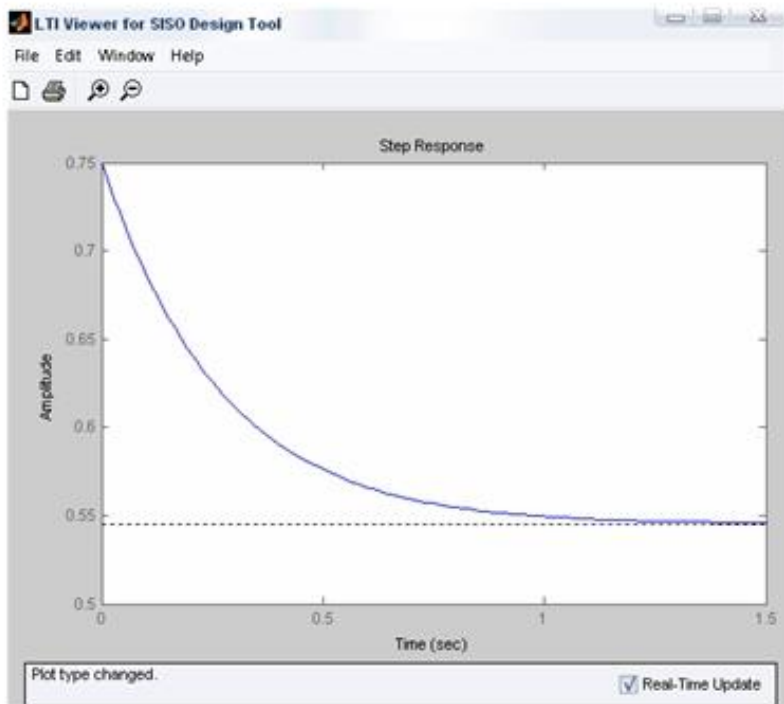 LTI Viewer for SISO Design Tool
File Edit Window Help
Step Response
0.75
0.7
0.65
0.6
0.55
0.5
Amplitude
0 0.5 1 1.5
Time (sec)
Plot type changed.
Real-Time Update